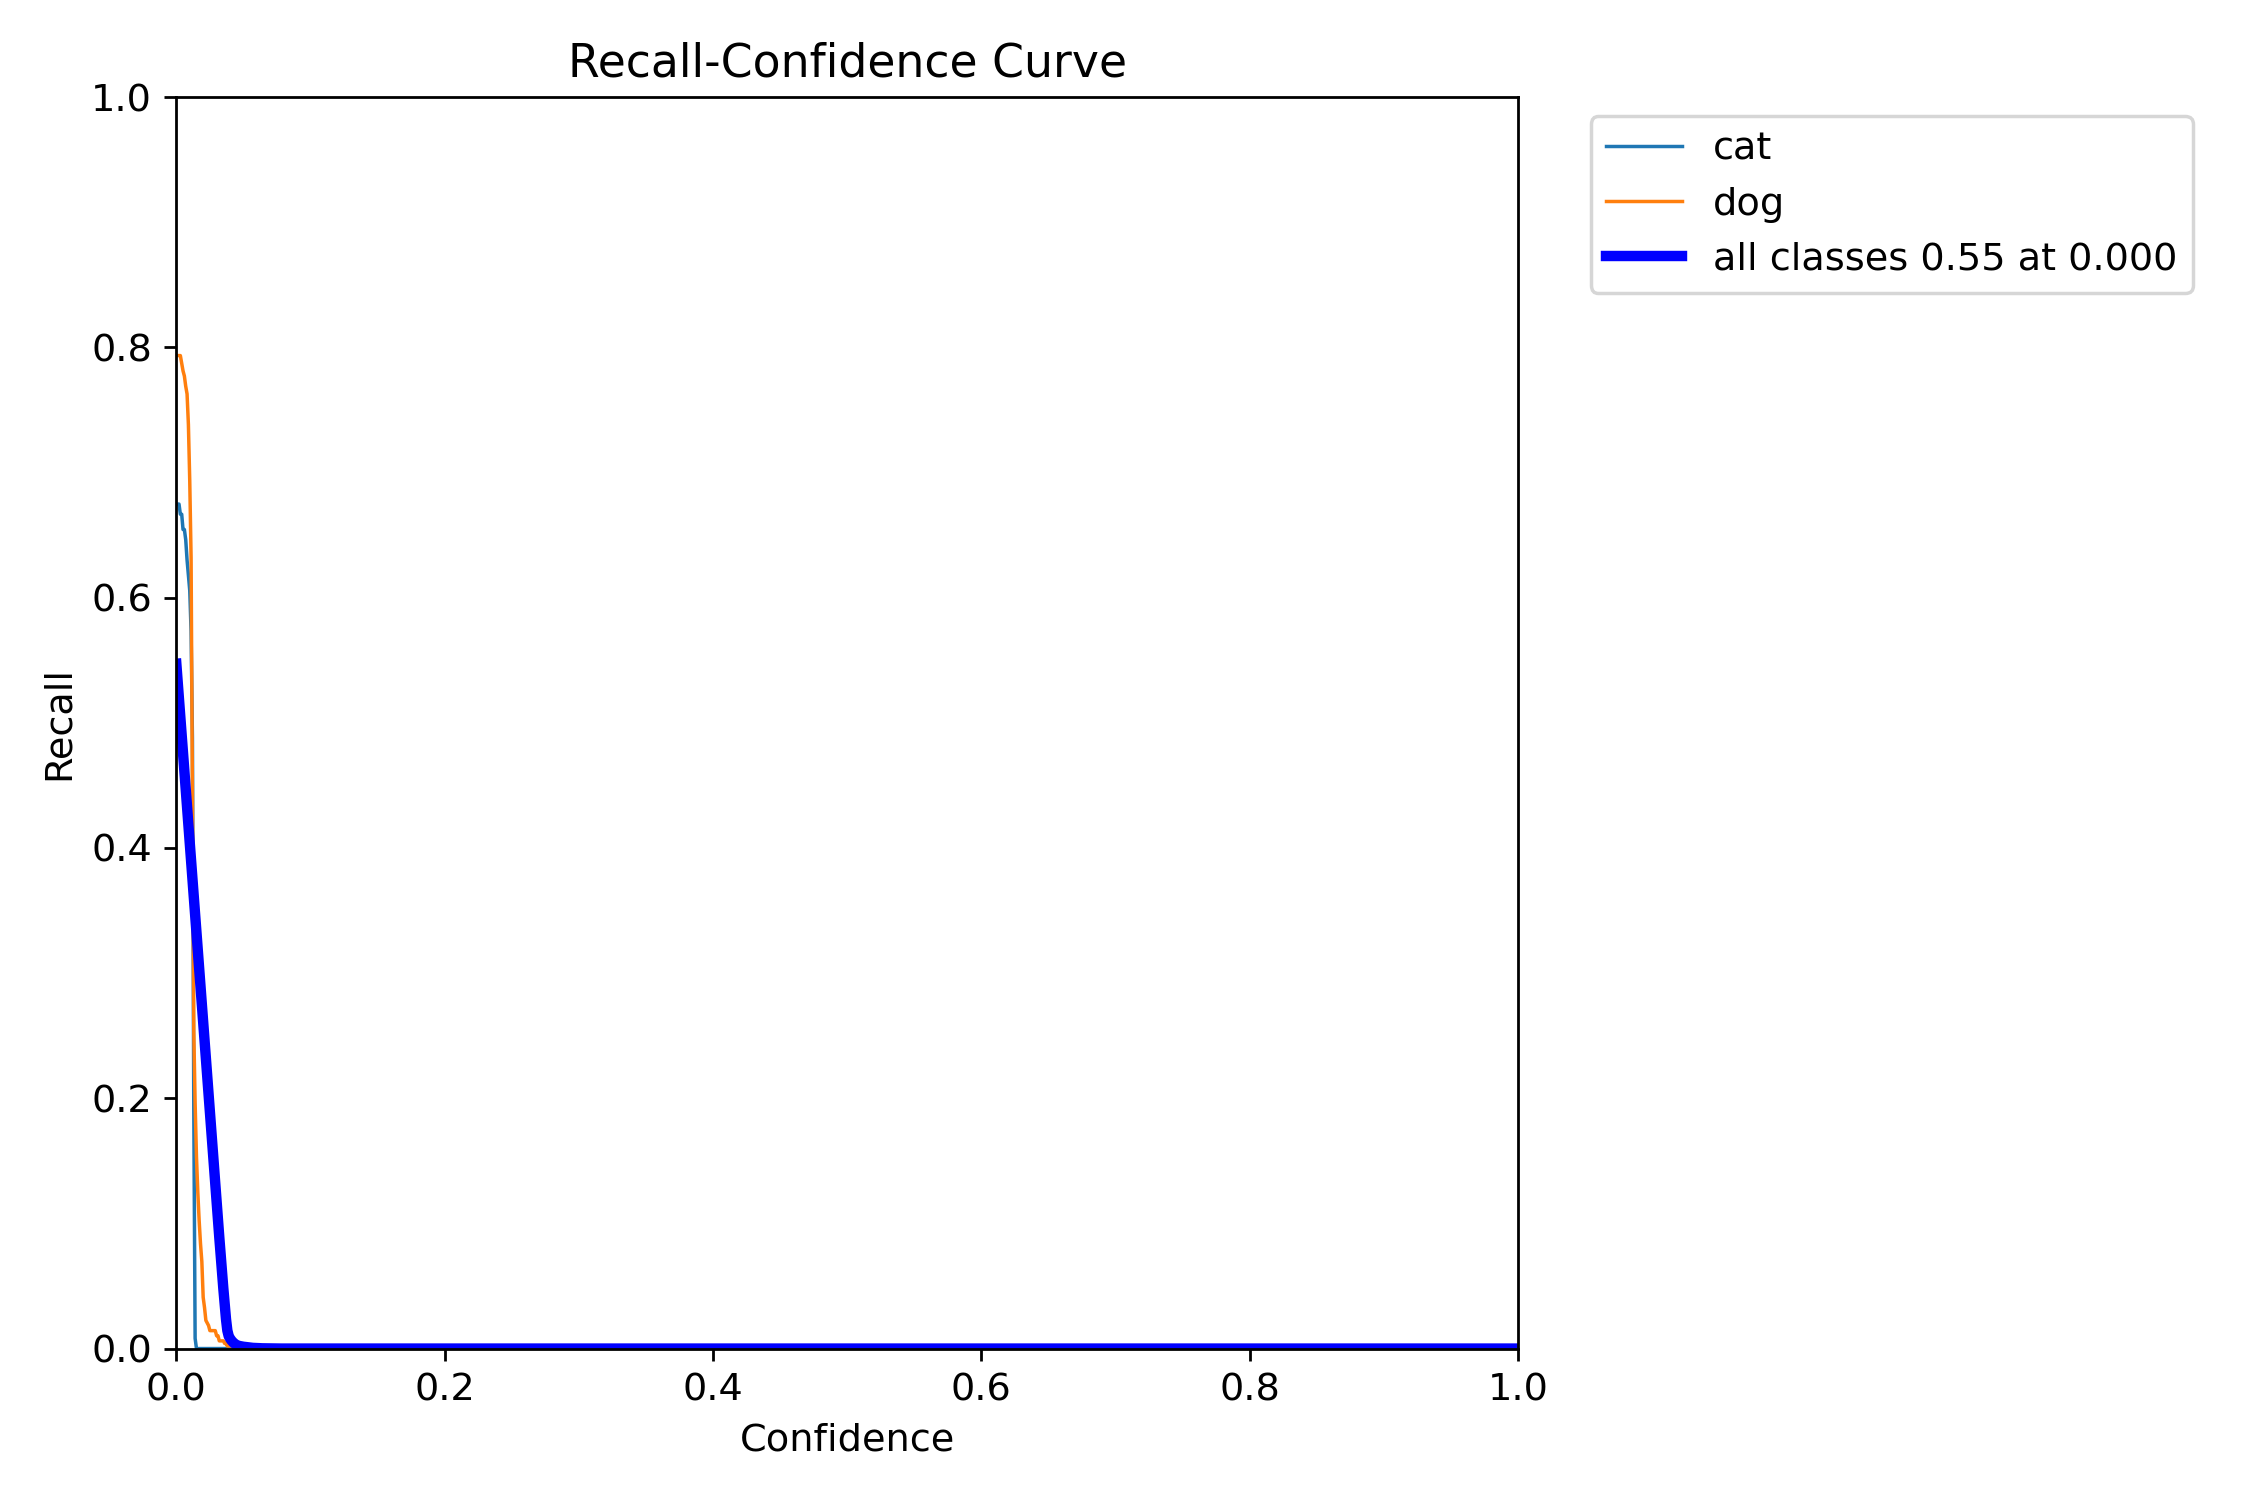 Recall-Confidence Curve
1.0
0.8
0.6
0.4
0.2
0.0
Recall
0.0 0.2 0.4 0.6 0.8 1.0
Confidence
cat
dog
all classes 0.55 at 0.000